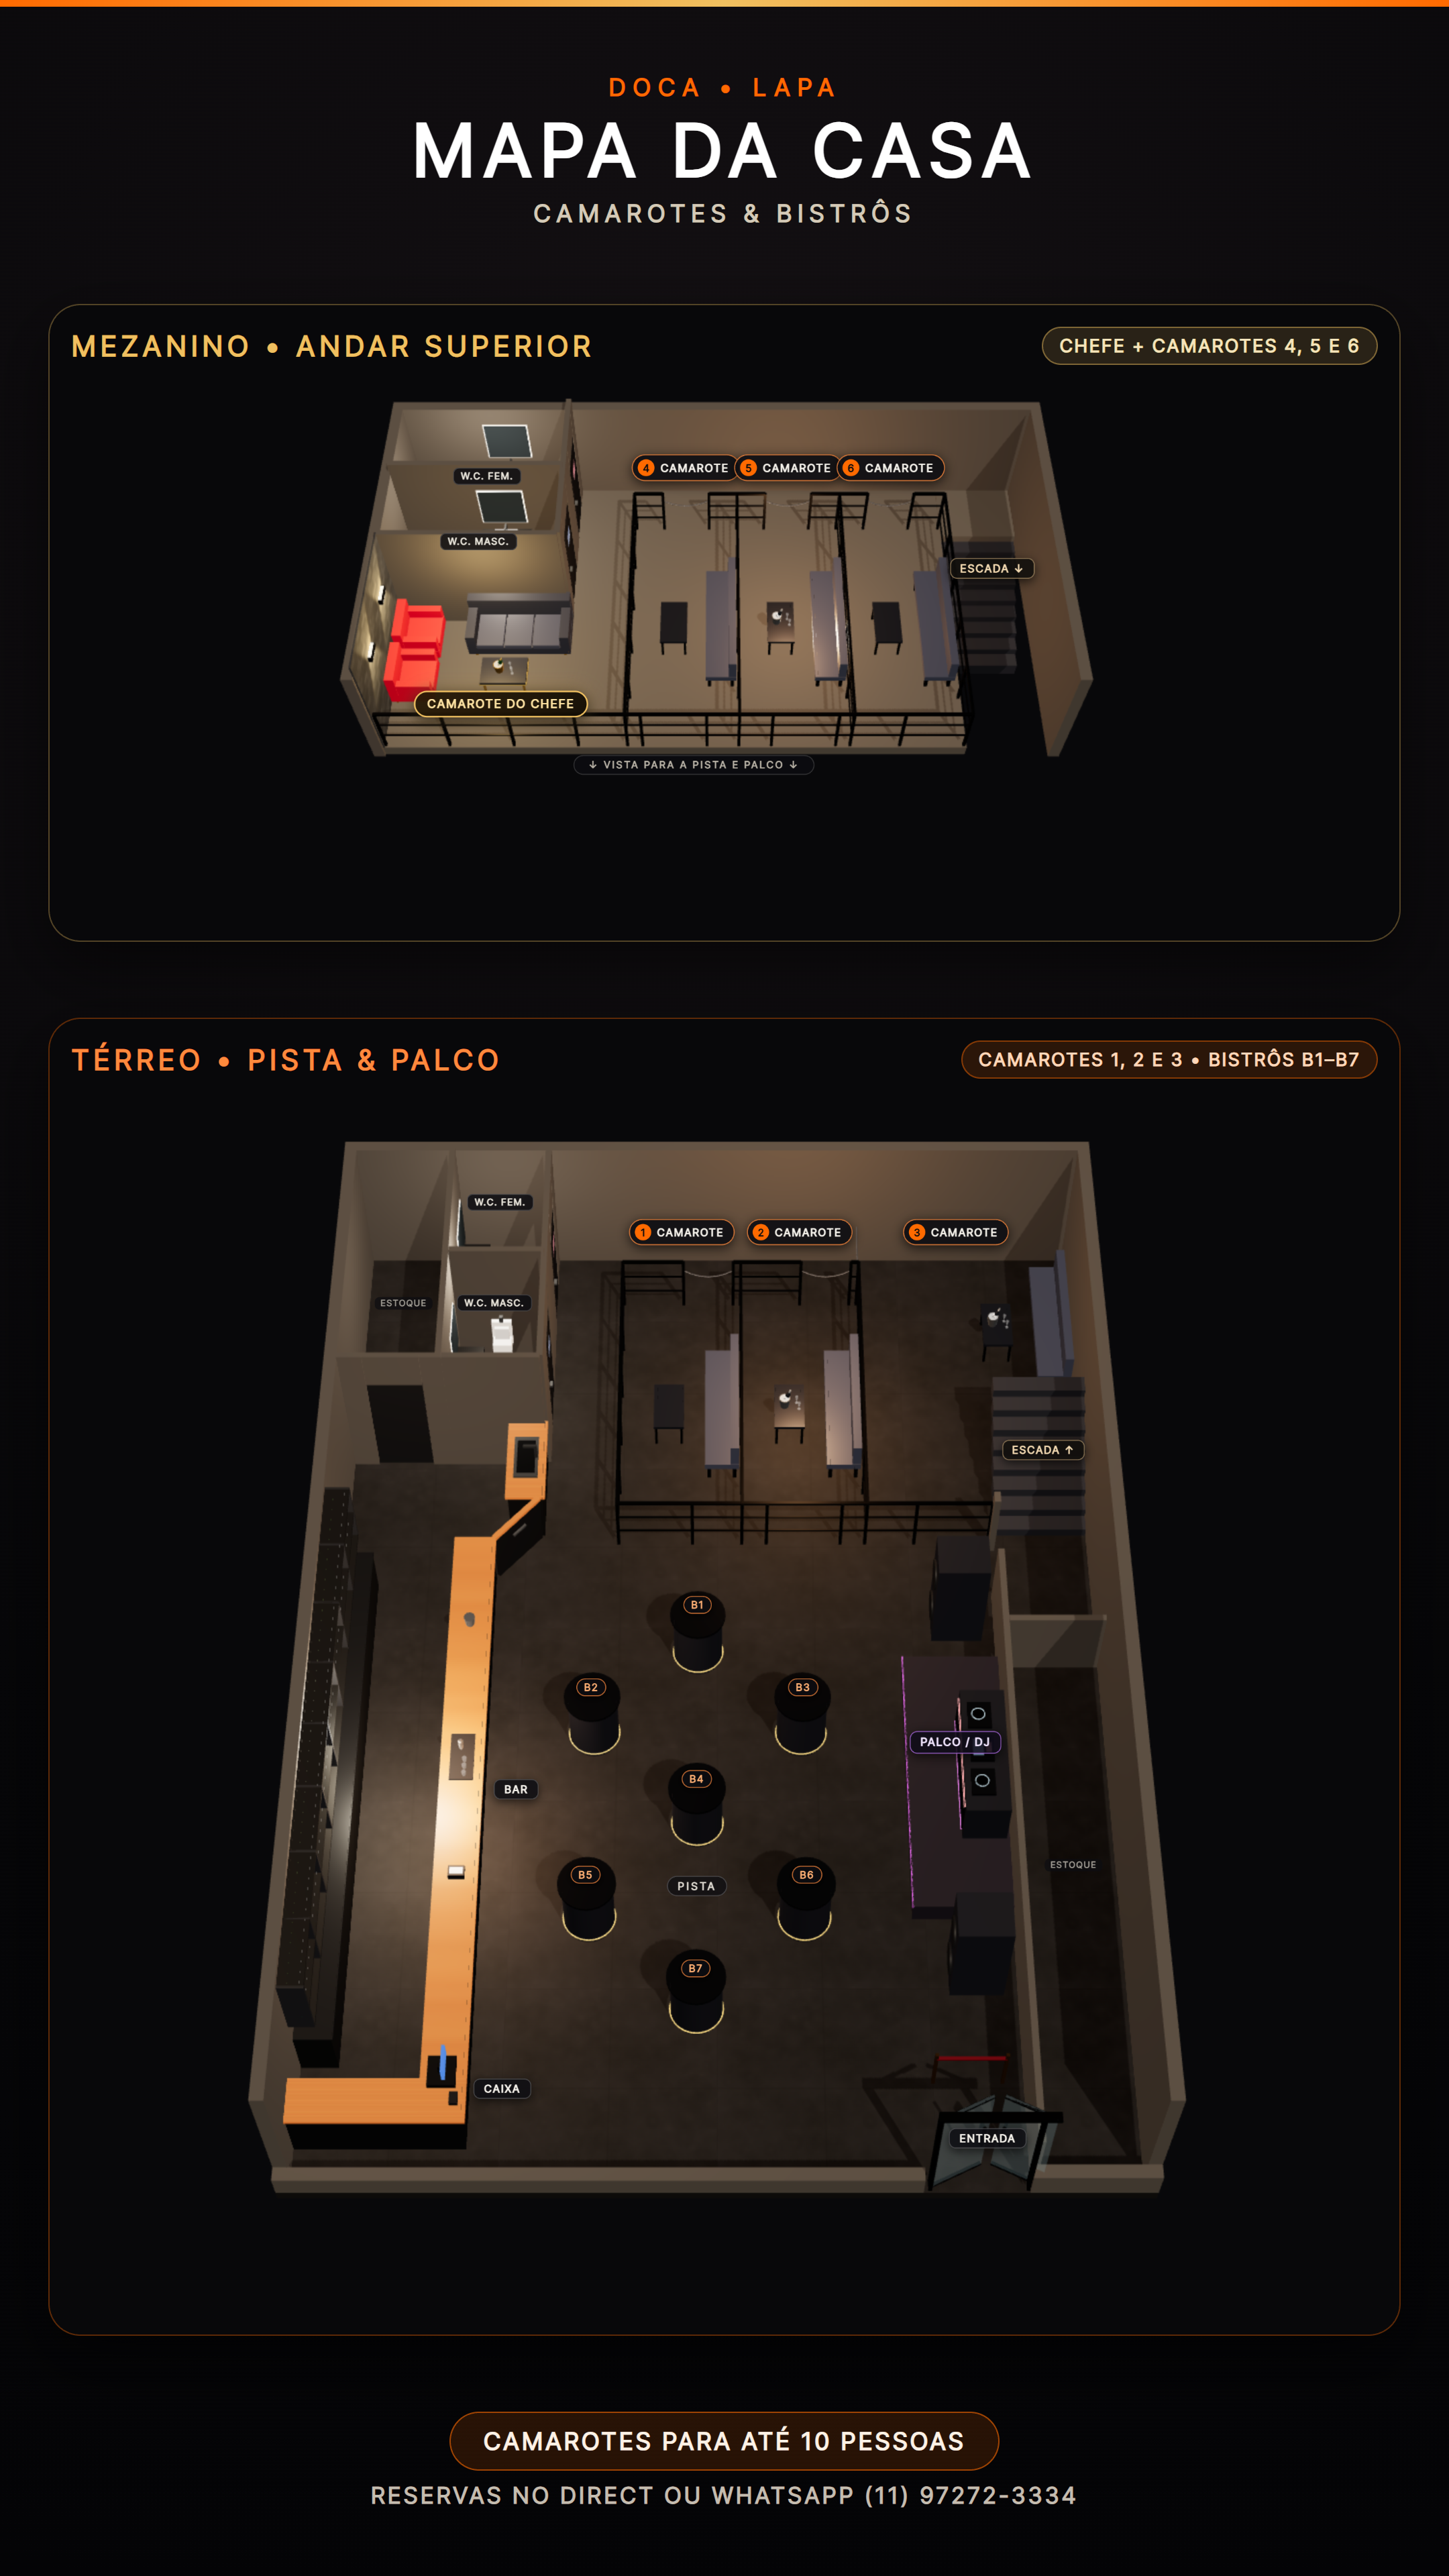 DOCA • LAPA
MAPA DA CASA
CAMAROTES & BISTRÔS
MEZANINO • ANDAR SUPERIOR
CHEFE + CAMAROTES 4, 5 E 6
4 CAMAROTE
5 CAMAROTE
6 CAMAROTE
W.C. FEM.
W.C. MASC.
ESCADA ↓
CAMAROTE DO CHEFE
↓ VISTA PARA A PISTA E PALCO ↓
TÉRREO • PISTA & PALCO
CAMAROTES 1, 2 E 3 • BISTRÔS B1–B7
W.C. FEM.
1 CAMAROTE
2 CAMAROTE
3 CAMAROTE
ESTOQUE
W.C. MASC.
ESCADA ↑
B1
B2
B3
PALCO / DJ
B4
BAR
B5
PISTA
B6
ESTOQUE
B7
CAIXA
ENTRADA
CAMAROTES PARA ATÉ 10 PESSOAS
RESERVAS NO DIRECT OU WHATSAPP (11) 97272-3334